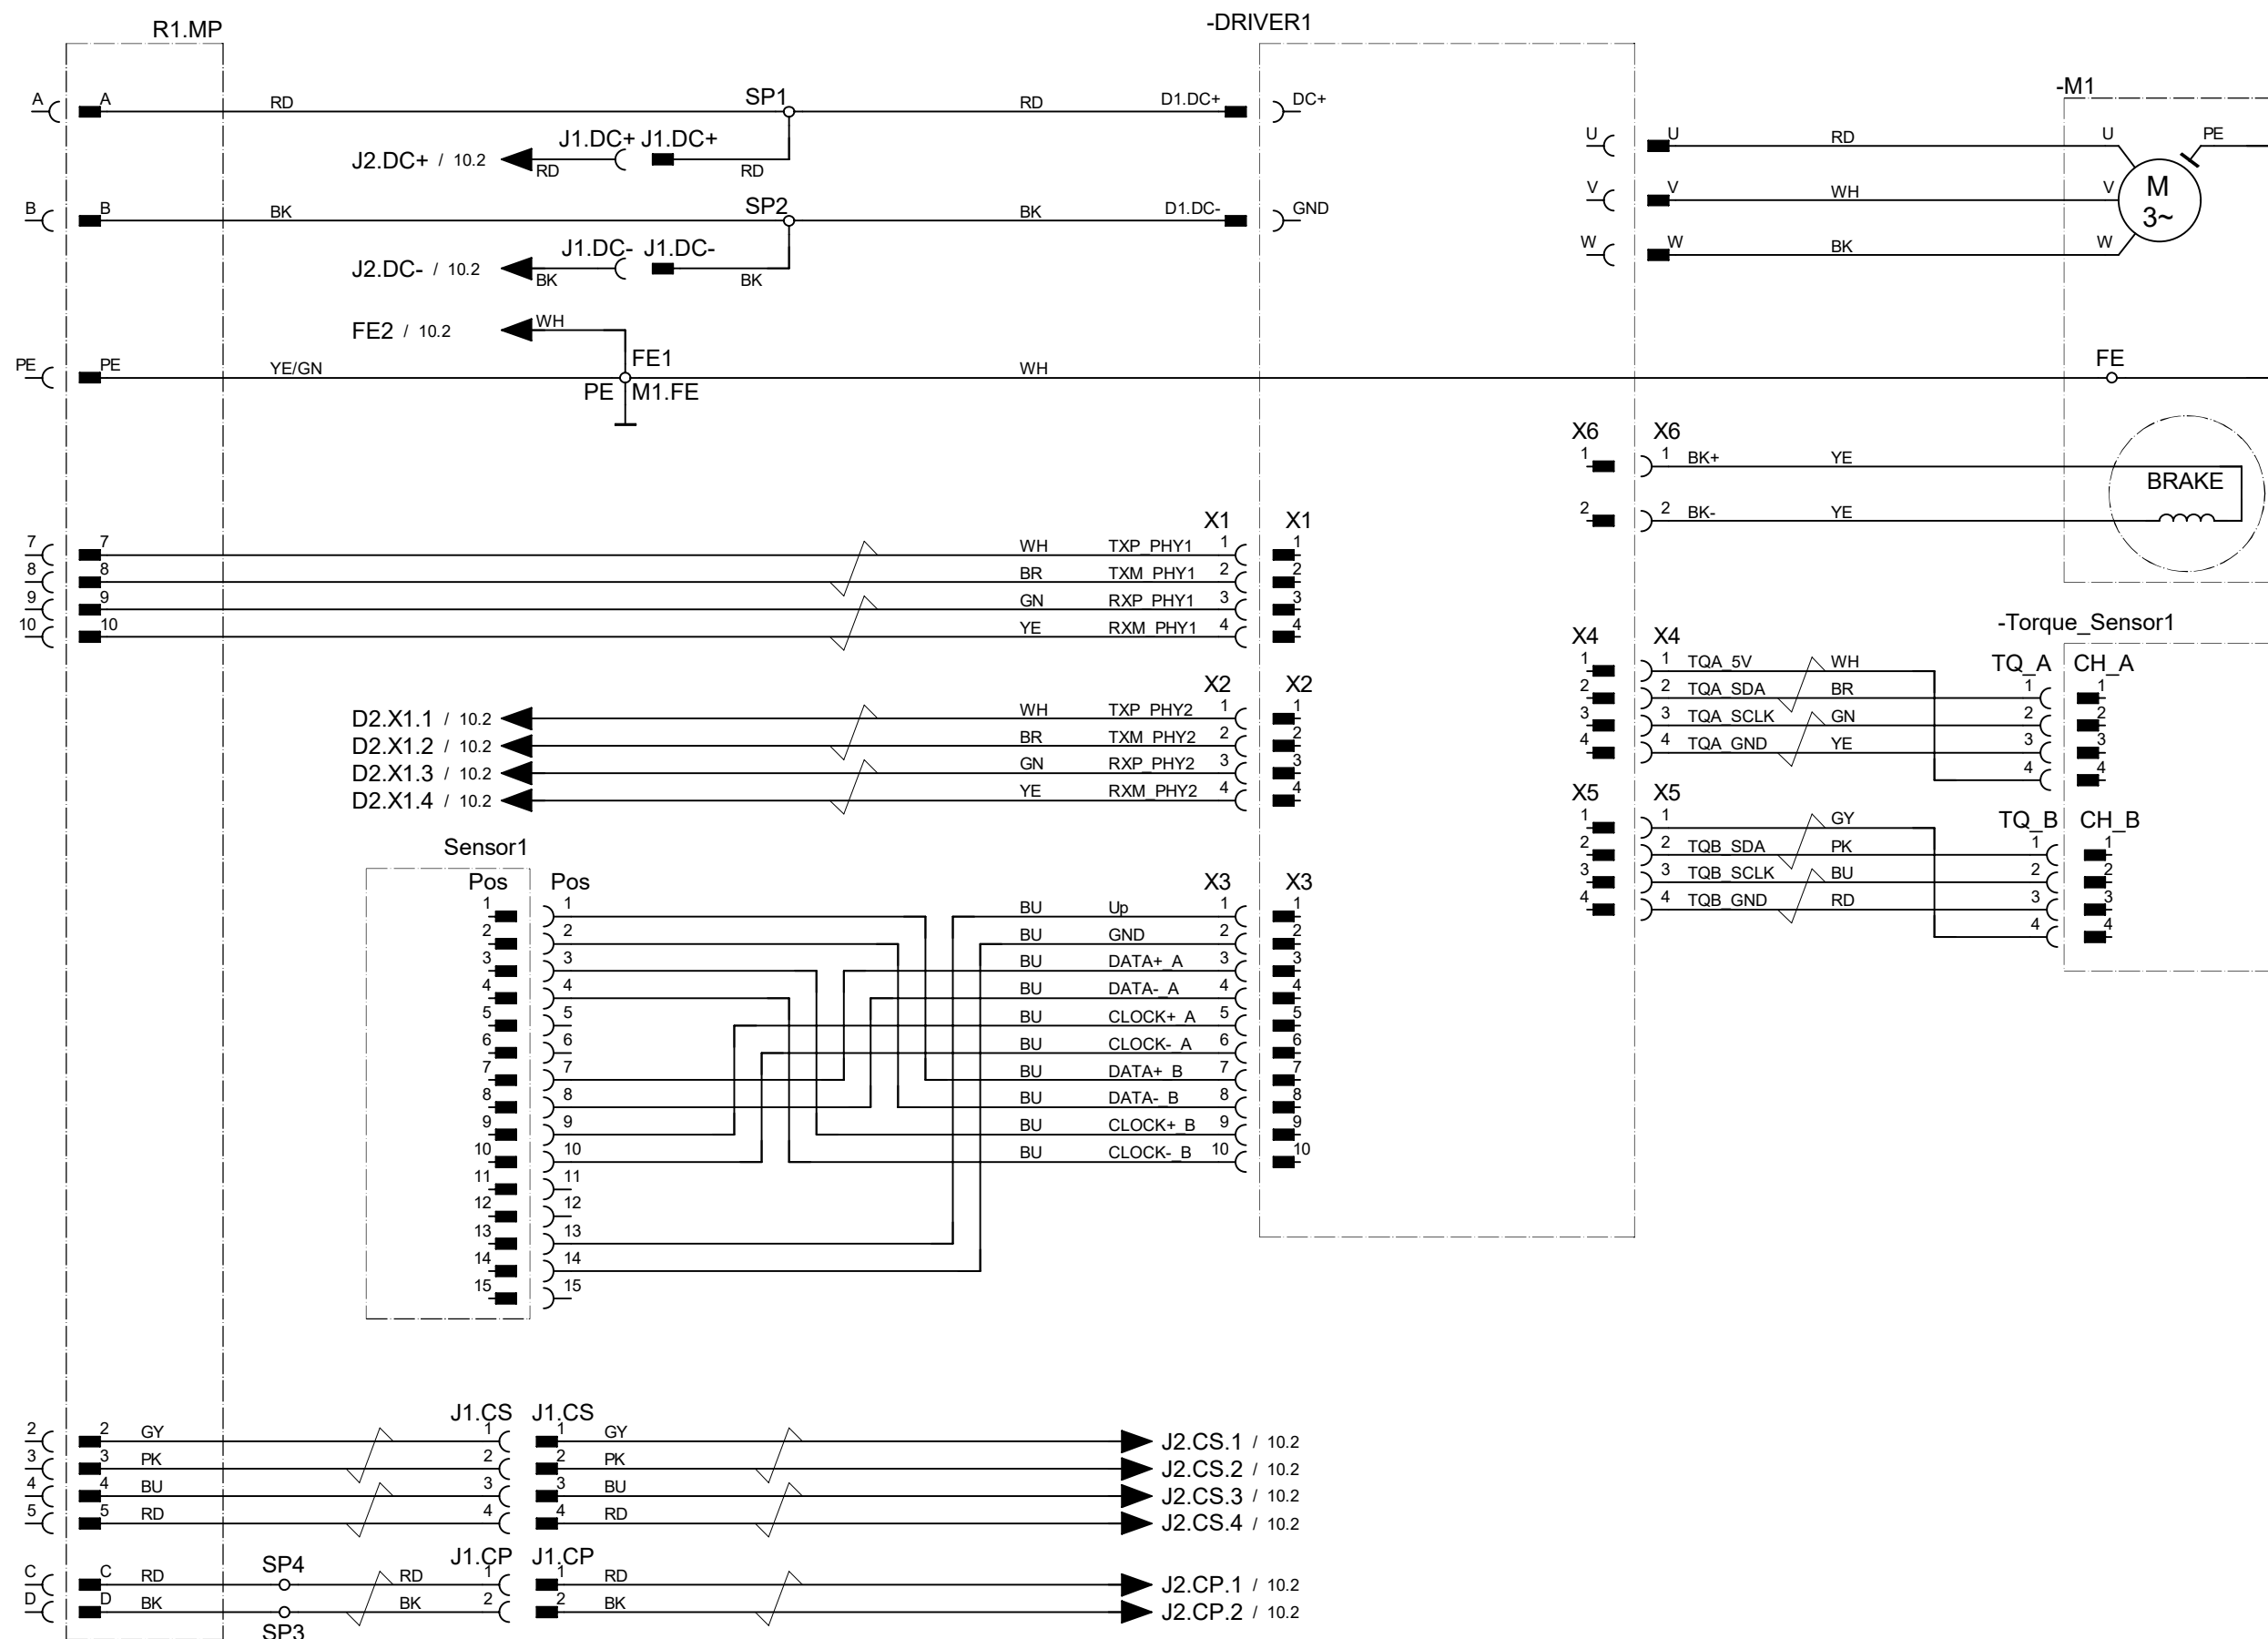 R1.MP
-DRIVER1
-M1
A A RD SP1 RD D1.DC+ DC+
J2.DC+ / 10.2 RD J1.DC+ J1.DC+ RD
U U RD U PE
B B BK SP2 BK D1.DC- GND
V V WH V M
3~
J2.DC- / 10.2 BK J1.DC- J1.DC- BK
W W BK W
FE2 / 10.2 WH
FE1
PE PE YE/GN WH FE
PE M1.FE
X6 X6
1 1 BK+ YE
BRAKE
2 2 BK- YE
X1 X1
7 7 WH TXP_PHY1 1 1
8 8 BR TXM_PHY1 2 2
9 9 GN RXP_PHY1 3 3
10 10 YE RXM_PHY1 4 4
-Torque_Sensor1
X4 X4 TQ_A CH_A
1 1 TQA_5V WH
2 2 TQA_SDA BR 1 1
3 3 TQA_SCLK GN 2 2
4 4 TQA_GND YE 3 3
4 4
X2 X2
D2.X1.1 / 10.2 WH TXP_PHY2 1 1
D2.X1.2 / 10.2 BR TXM_PHY2 2 2
D2.X1.3 / 10.2 GN RXP_PHY2 3 3
D2.X1.4 / 10.2 YE RXM_PHY2 4 4
X5 X5 TQ_B CH_B
1 1 GY
2 2 TQB_SDA PK 1 1
3 3 TQB_SCLK BU 2 2
4 4 TQB_GND RD 3 3
4 4
Sensor1
Pos Pos X3 X3
1 1 BU Up 1 1
2 2 BU GND 2 2
3 3 BU DATA+_A 3 3
4 4 BU DATA-_A 4 4
5 5 BU CLOCK+_A 5 5
6 6 BU CLOCK-_A 6 6
7 7 BU DATA+_B 7 7
8 8 BU DATA-_B 8 8
9 9 BU CLOCK+_B 9 9
10 10 BU CLOCK-_B 10 10
11 11
12 12
13 13
14 14
15 15
J1.CS J1.CS
2 2 GY 1 1 GY J2.CS.1 / 10.2
3 3 PK 2 2 PK J2.CS.2 / 10.2
4 4 BU 3 3 BU J2.CS.3 / 10.2
5 5 RD 4 4 RD J2.CS.4 / 10.2
SP4 J1.CP J1.CP
C C RD RD 1 1 RD J2.CP.1 / 10.2
D D BK BK 2 2 BK J2.CP.2 / 10.2
SP3